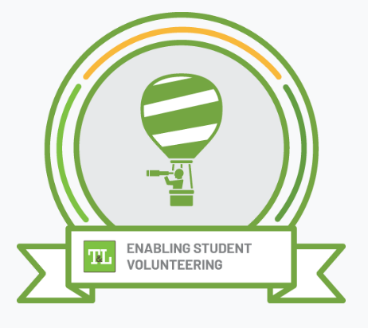 TL
ENABLING STUDENT
VOLUNTEERING